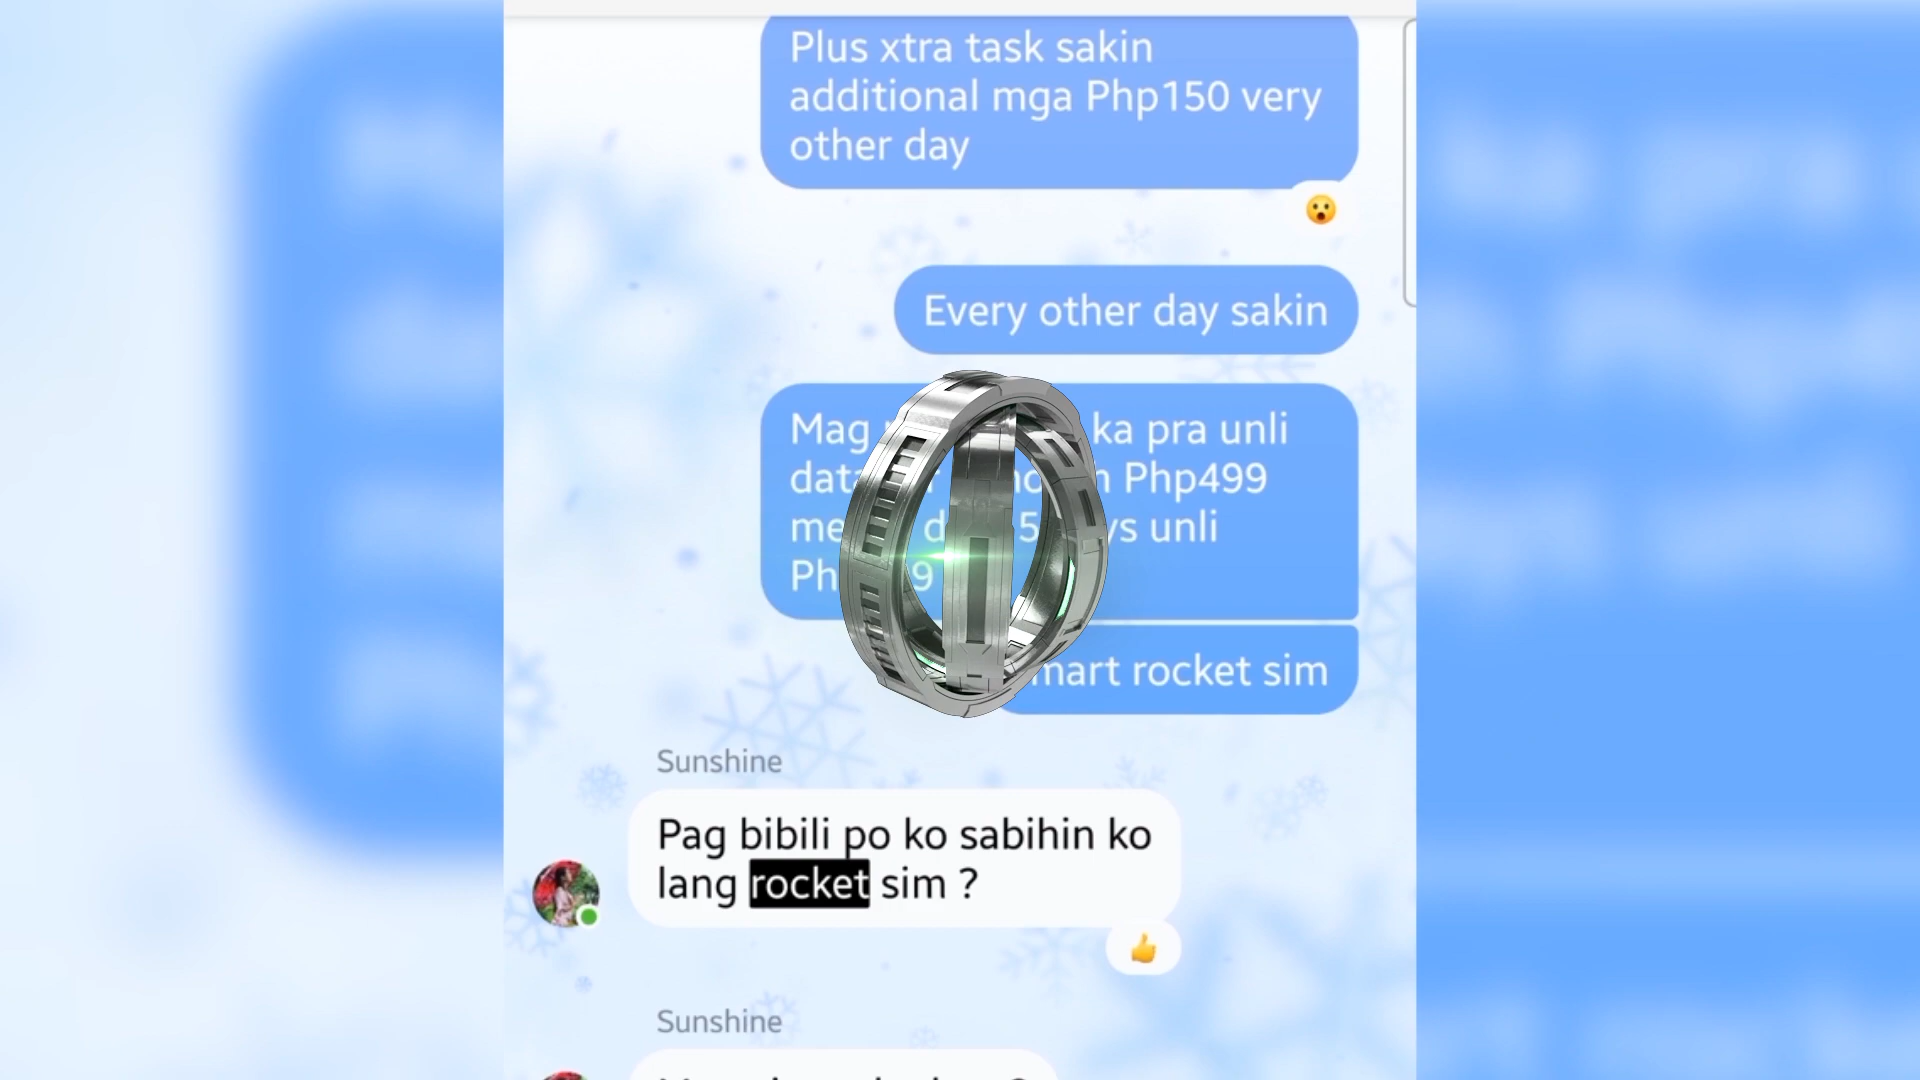 Plus xtra task sakin
additional mga Php150 very
other day
Every other day sakin
Mag ka pra unli
Php499
unli
mart rocket sim
Sunshine
Pag bibili po ko sabihin ko
lang rocket sim ?
Sunshine